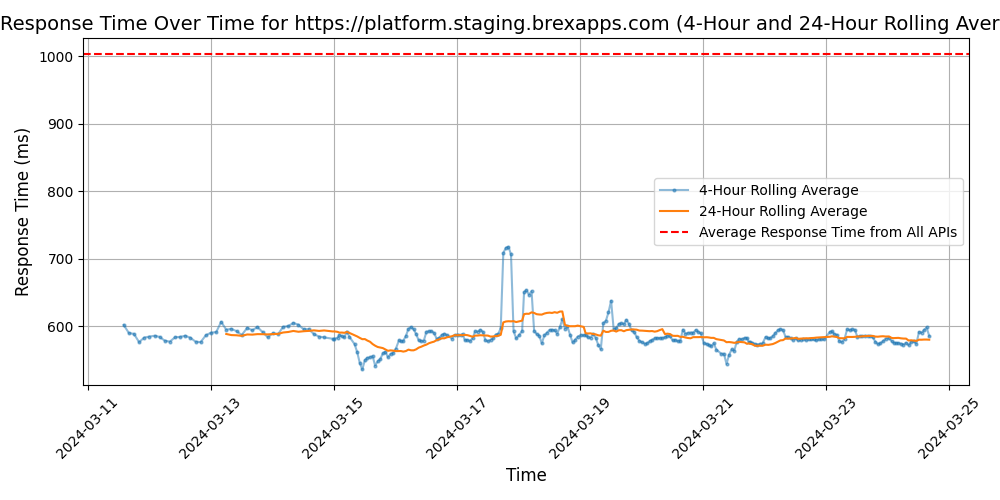 Response Time Over Time for https://platform.staging.brexapps.com (4-Hour and 24-Hour Rolling Aver
Response Time (ms)
1000
900
800
700
600
4-Hour Rolling Average
24-Hour Rolling Average
Average Response Time from All APIs
2024-03-11
2024-03-13
2024-03-15
2024-03-17
2024-03-19
2024-03-21
2024-03-23
2024-03-25
Time